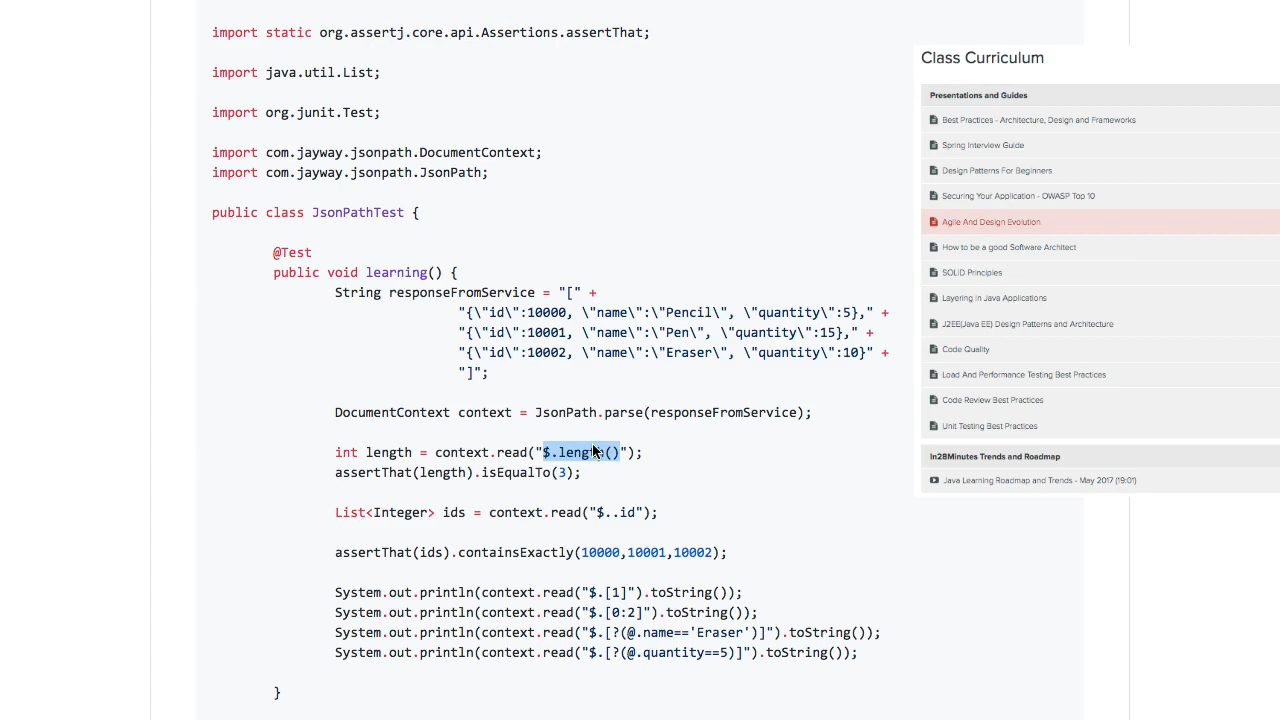 import static org.assertj.core.api.Assertions.assertThat;
import java.util.List;
import org.junit.Test;
import com.jayway.jsonpath.DocumentContext;
import com.jayway.jsonpath.JsonPath;
public class JsonPathTest {
@Test
public void learning() {
String responseFromService = "[" +
"{\"id\":10000, \"name\":\"Pencil\", \"quantity\":5}," +
"{\"id\":10001, \"name\":\"Pen\", \"quantity\":15}," +
"{\"id\":10002, \"name\":\"Eraser\", \"quantity\":10}" +
"]";
DocumentContext context = JsonPath.parse(responseFromService);
int length = context.read("$.length()");
assertThat(length).isEqualTo(3);
List<Integer> ids = context.read("$..id");
assertThat(ids).containsExactly(10000,10001,10002);
System.out.println(context.read("$.[1]").toString());
System.out.println(context.read("$.[0:2]").toString());
System.out.println(context.read("$.[?(@.name=='Eraser')]").toString());
System.out.println(context.read("$.[?(@.quantity==5)]").toString());
}
Class Curriculum
Presentations and Guides
Best Practices - Architecture, Design and Frameworks
Spring Interview Guide
Design Patterns For Beginners
Securing Your Application - OWASP Top 10
Agile And Design Evolution
How to be a good Software Architect
SOLID Principles
Layering in Java Applications
J2EE(Java EE) Design Patterns and Architecture
Code Quality
Load And Performance Testing Best Practices
Code Review Best Practices
Unit Testing Best Practices
In28Minutes Trends and Roadmap
Java Learning Roadmap and Trends - May 2017 (19:01)